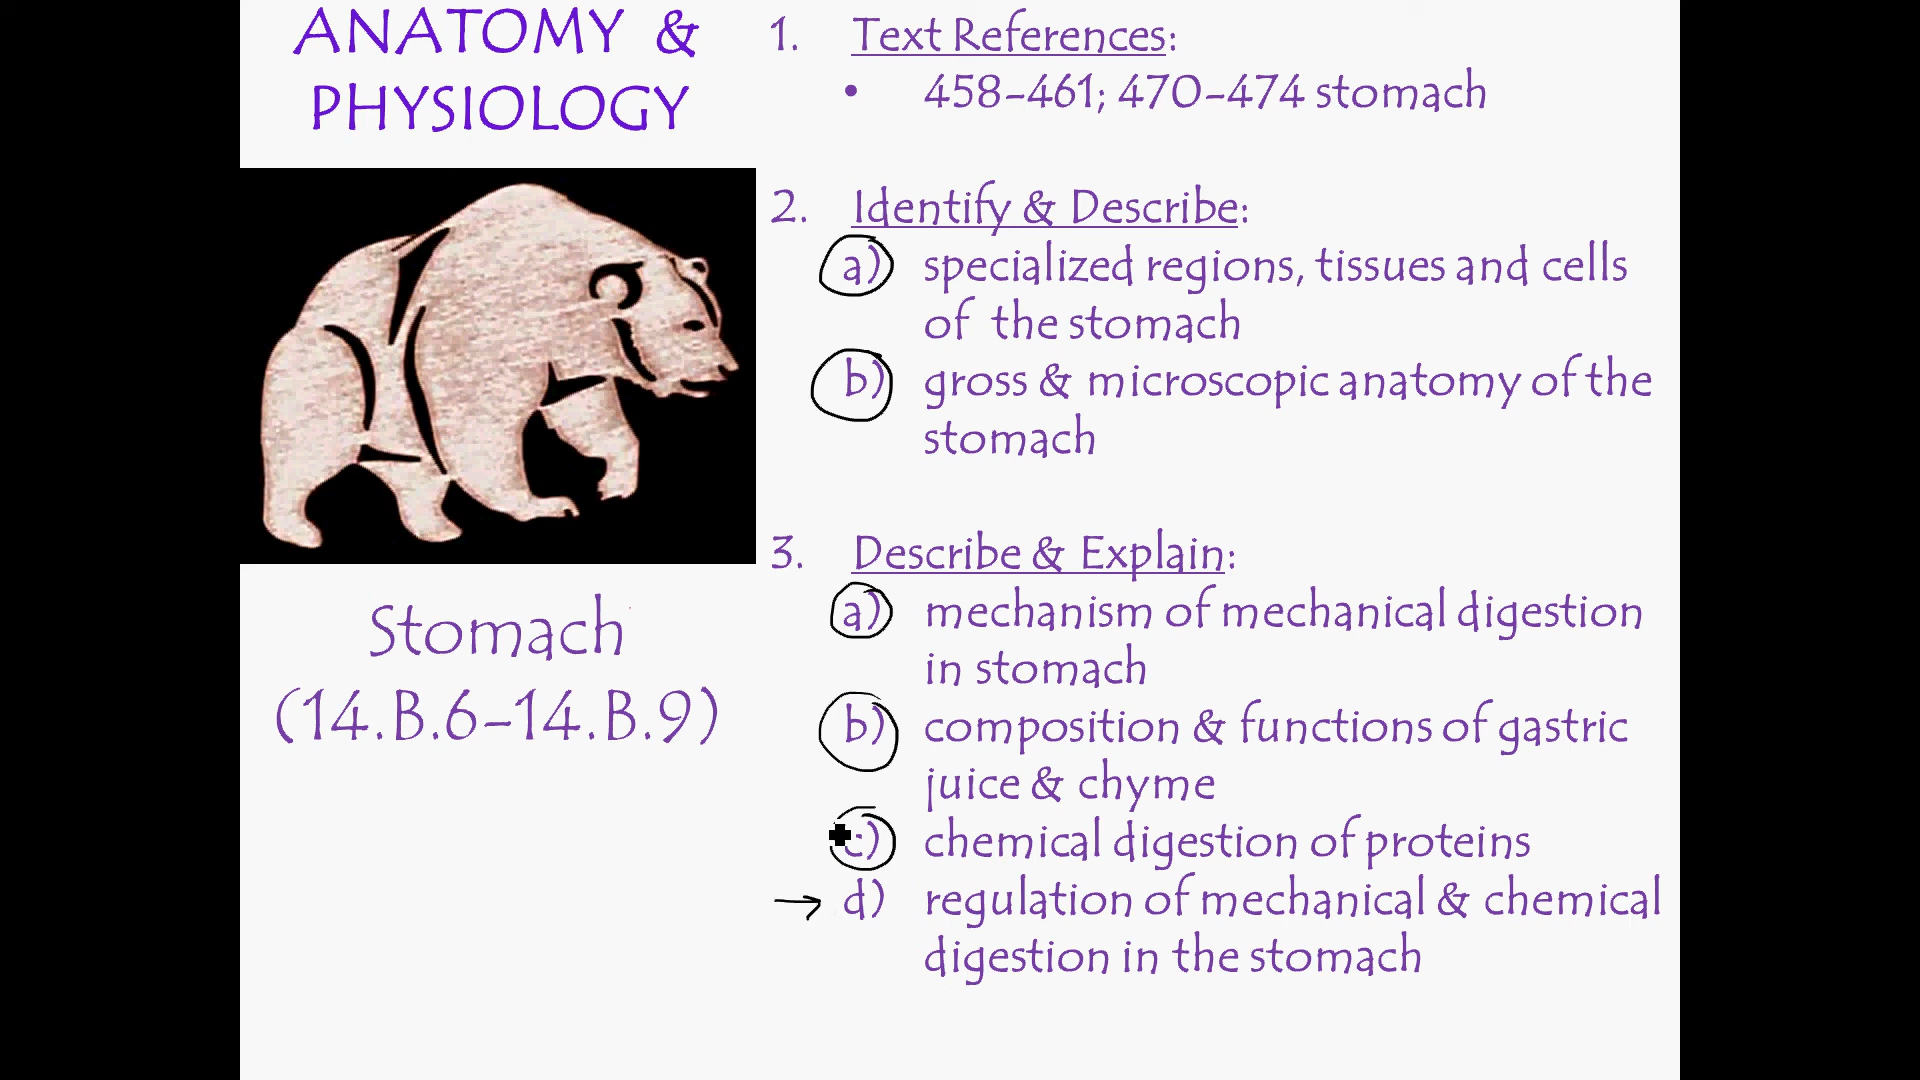 ANATOMY &
PHYSIOLOGY
Stomach
(14.B.6-14.B.9)
1. Text References:
• 458-461; 470-474 stomach
2. Identify & Describe:
a) specialized regions, tissues and cells
of the stomach
b) gross & microscopic anatomy of the
stomach
3. Describe & Explain:
a) mechanism of mechanical digestion
in stomach
b) composition & functions of gastric
juice & chyme
c) chemical digestion of proteins
d) regulation of mechanical & chemical
digestion in the stomach